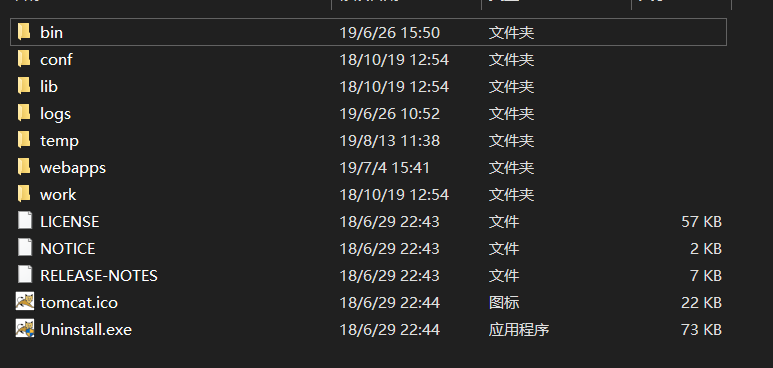 bin 19/6/26 15:50 文件夹
conf 18/10/19 12:54 文件夹
lib 18/10/19 12:54 文件夹
logs 19/6/26 10:52 文件夹
temp 19/8/13 11:38 文件夹
webapps 19/7/4 15:41 文件夹
work 18/10/19 12:54 文件夹
LICENSE 18/6/29 22:43 文件 57 KB
NOTICE 18/6/29 22:43 文件 2 KB
RELEASE-NOTES 18/6/29 22:43 文件 7 KB
tomcat.ico 18/6/29 22:44 图标 22 KB
Uninstall.exe 18/6/29 22:44 应用程序 73 KB